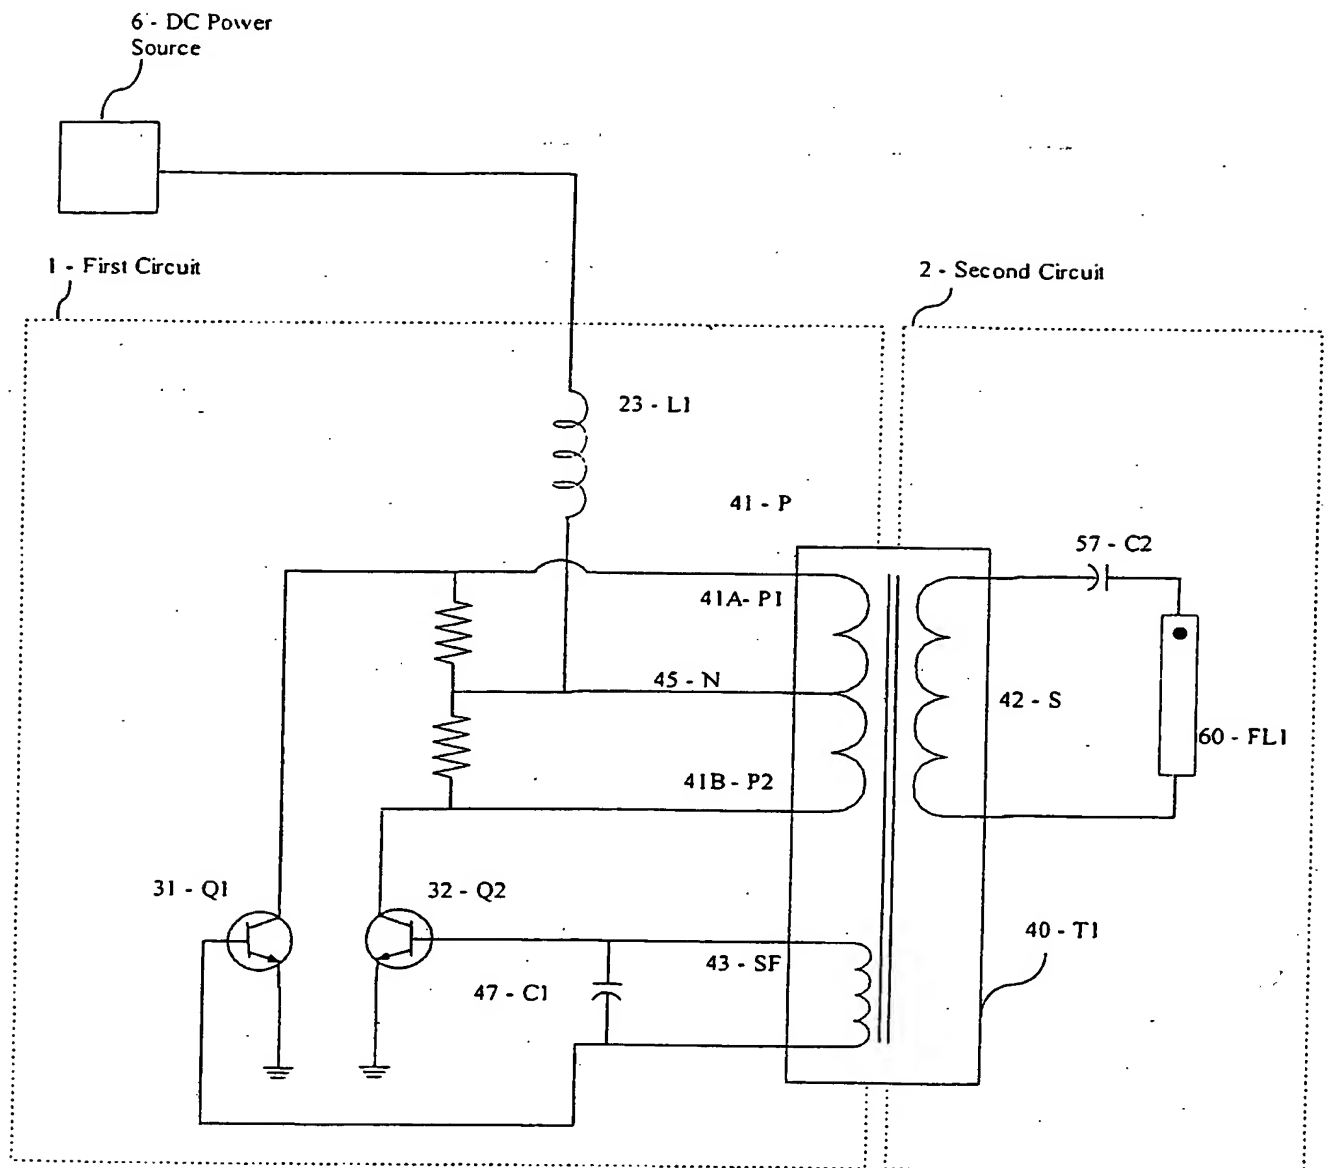 6 - DC Power
Source
1 - First Circuit
2 - Second Circuit
23 - L1
41 - P
57 - C2
41A- P1
45 - N
42 - S
60 - FL1
41B - P2
31 - Q1
32 - Q2
40 - T1
43 - SF
47 - C1